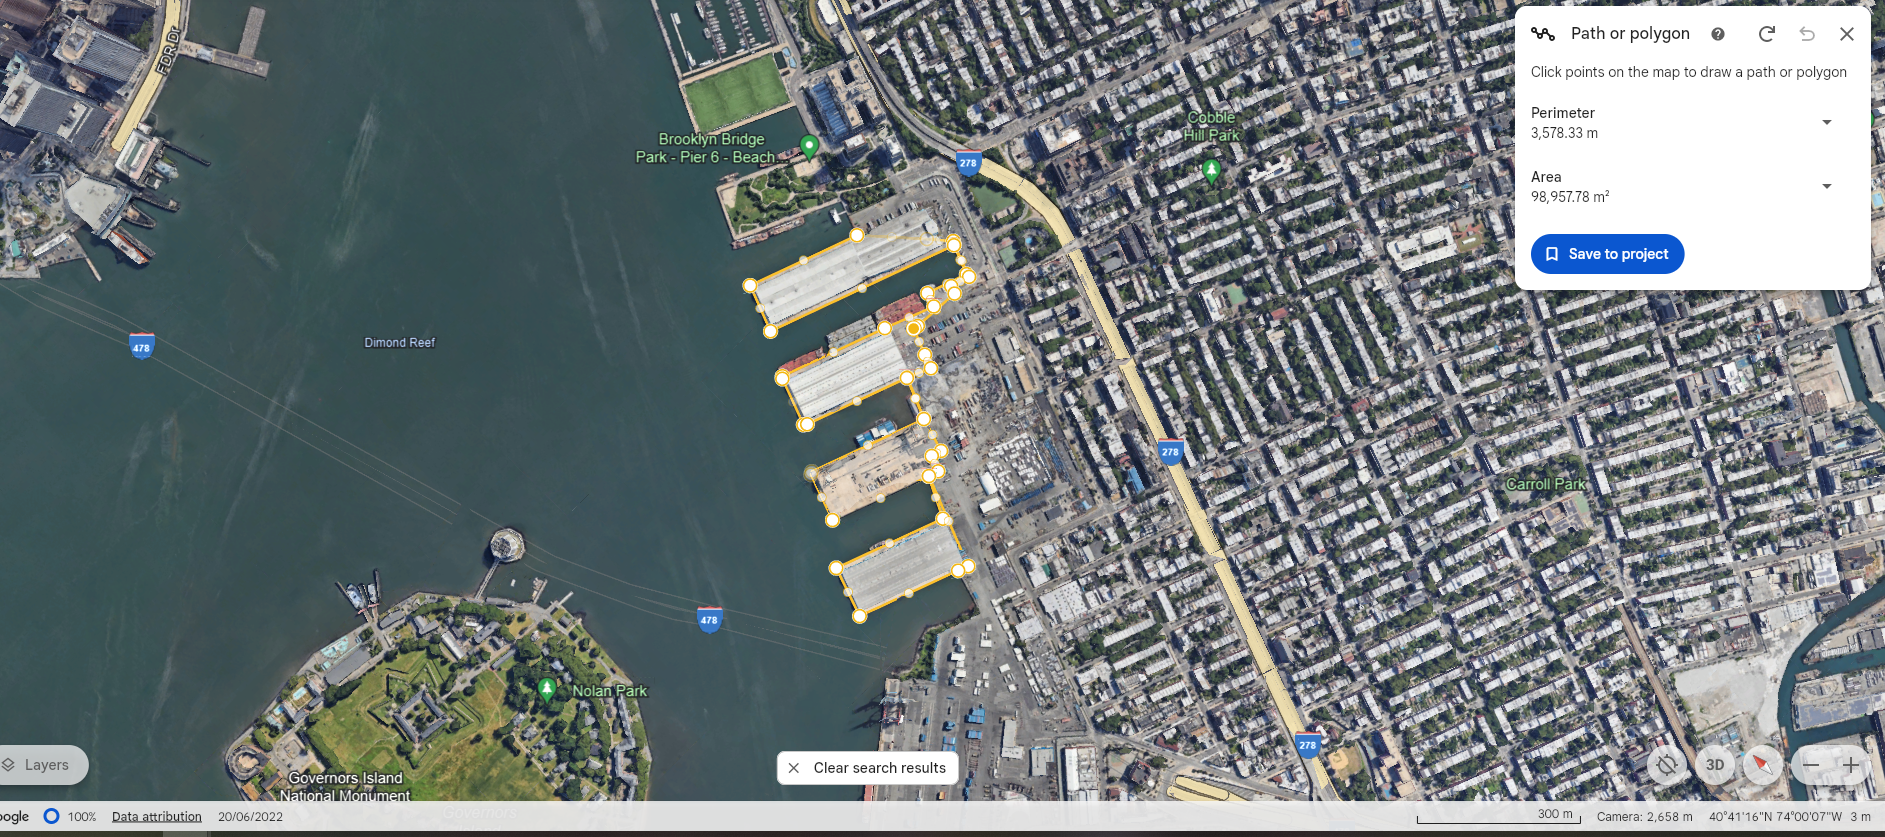 FDR Dr
Path or polygon
Click points on the map to draw a path or polygon
Perimeter
3,578.33 m
Area
98,957.78 m²
Save to project
Brooklyn Bridge
Park - Pier 6 - Beach
Cobble
Hill Park
278
478
Dimond Reef
278
Carroll Park
478
Nolan Park
278
Governors Island
National Monument
Governors
Layers
Clear search results
3D
oogle
100%
Data attribution
20/06/2022
300 m
Camera: 2,658 m
40°41'16"N 74°00'07"W
3 m